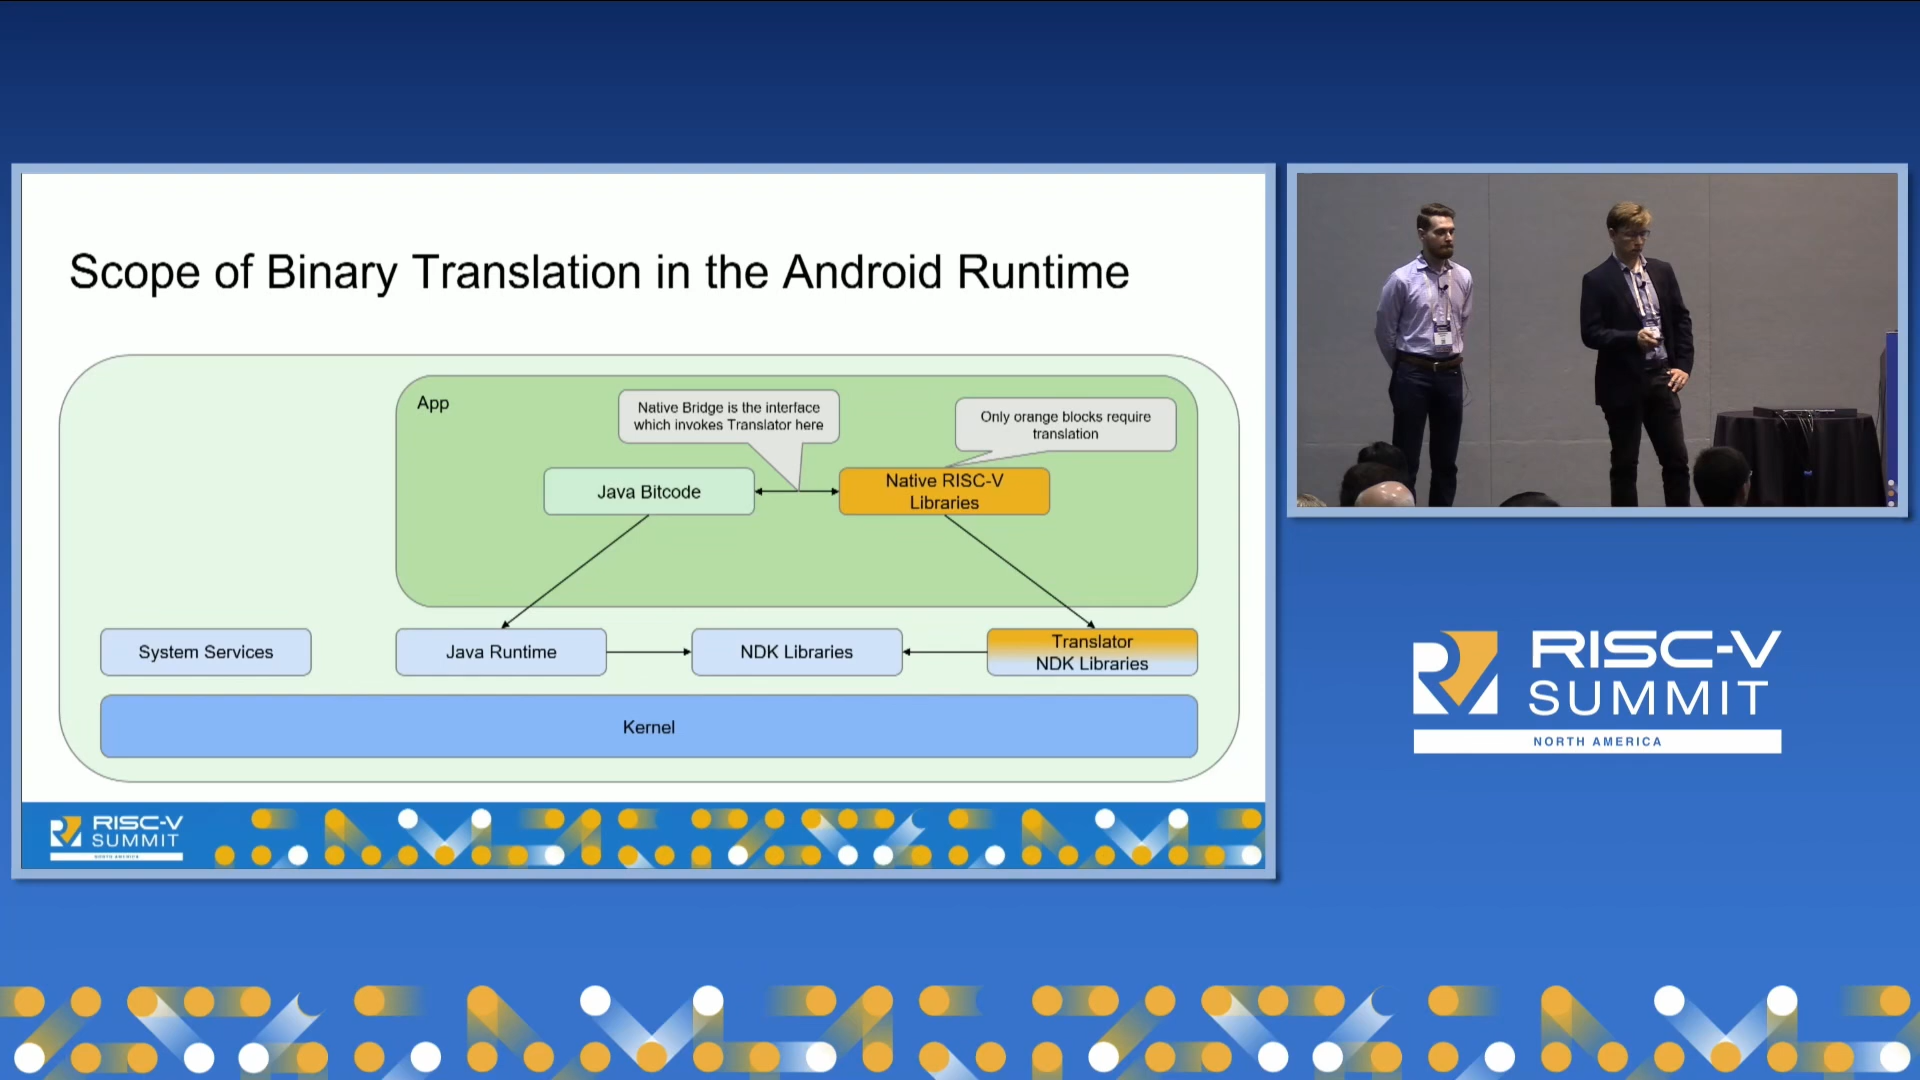 Scope of Binary Translation in the Android Runtime
App
Native Bridge is the interface
which invokes Translator here
Only orange blocks require
translation
Java Bitcode
Native RISC-V
Libraries
System Services
Java Runtime
NDK Libraries
Translator
NDK Libraries
Kernel
RISC-V
SUMMIT
NORTH AMERICA
RISC-V
SUMMIT
NORTH AMERICA